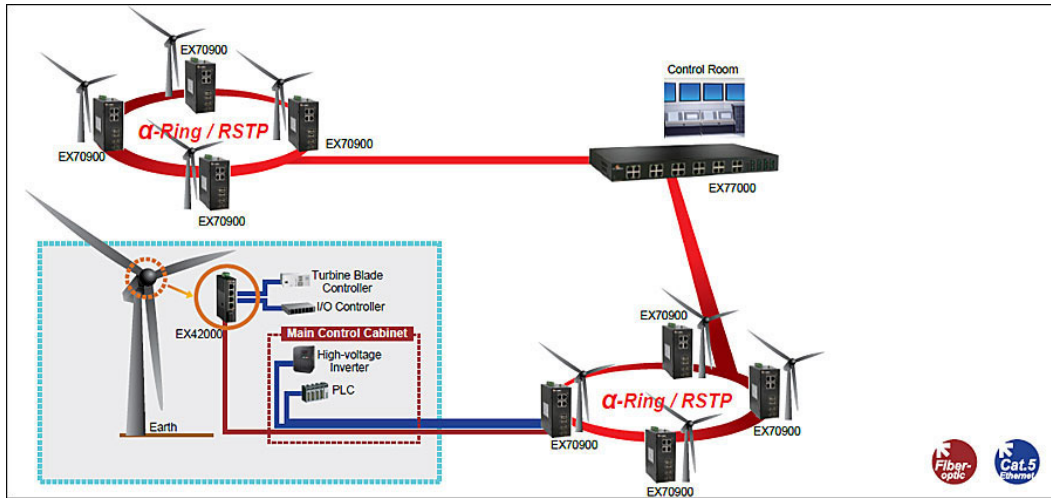 EX70900
EX70900
α-Ring / RSTP
EX70900
EX70900
Control Room
EX77000
Turbine Blade
Controller
I/O Controller
EX42000
Main Control Cabinet
High-voltage
Inverter
PLC
Earth
EX70900
α-Ring / RSTP
EX70900
EX70900
EX70900
Fiber-
optic
Cat.5
Ethernet